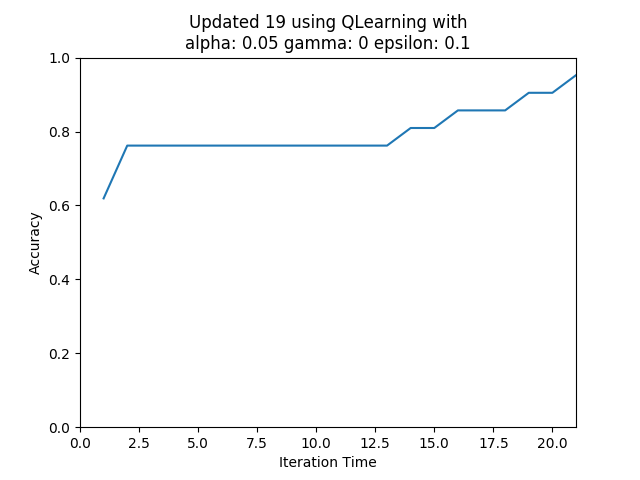 Updated 19 using QLearning with
alpha: 0.05 gamma: 0 epsilon: 0.1
1.0
0.8
0.6
0.4
0.2
0.0
Accuracy
0.0 2.5 5.0 7.5 10.0 12.5 15.0 17.5 20.0
Iteration Time